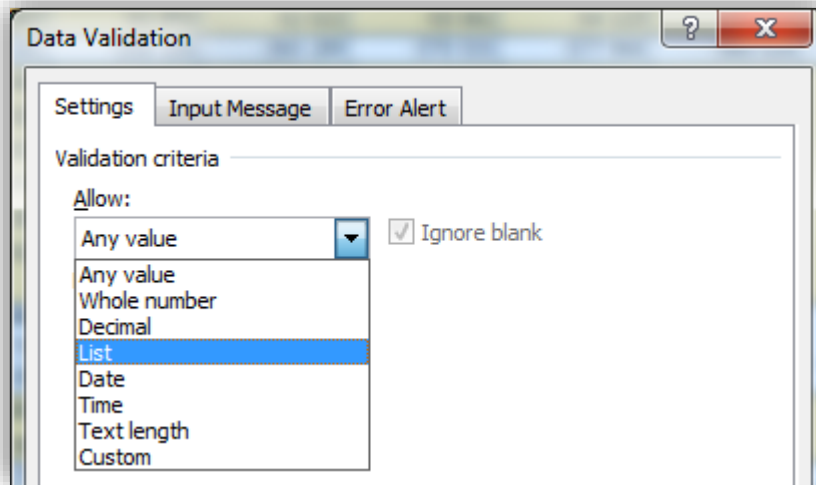 Data Validation
?
Settings Input Message Error Alert
Validation criteria
Allow:
Any value Ignore blank
Any value
Whole number
Decimal
List
Date
Time
Text length
Custom